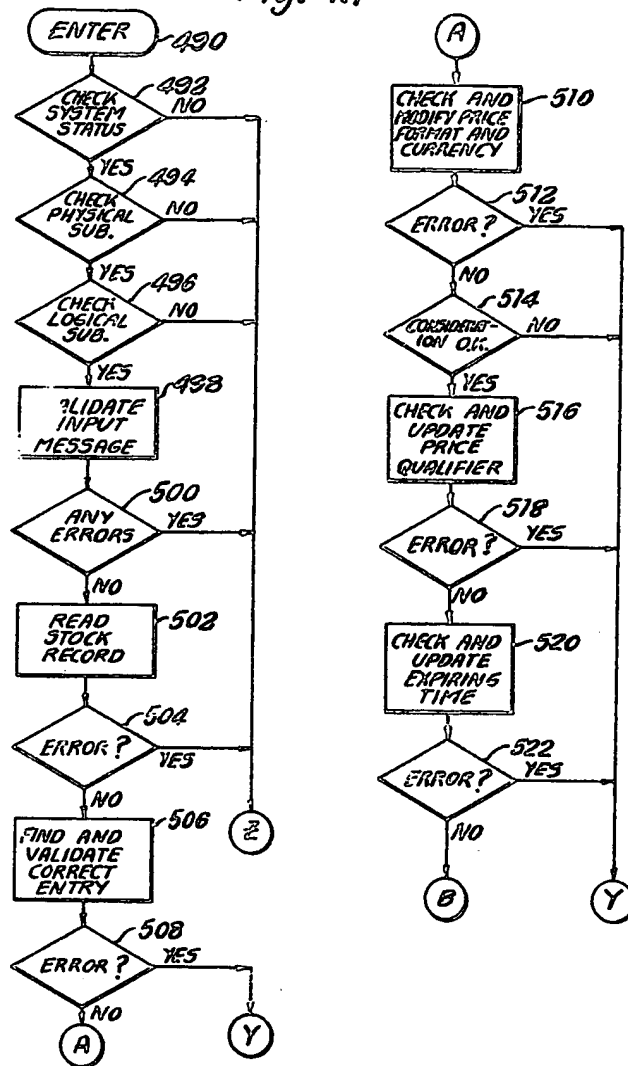 ENTER
490
492
CHECK
SYSTEM
STATUS
NO
YES
494
CHECK
PHYSICAL
SUB.
NO
YES
496
CHECK
LOGICAL
SUB.
NO
YES
498
INPUT
MESSAGE
500
ANY
ERRORS
YES
NO
READ
STOCK
RECORD
502
504
ERROR?
YES
NO
506
FIND AND
VALIDATE
CORRECT
ENTRY
Z
508
ERROR?
YES
NO
A
Y
A
CHECK AND
MODIFY PRICE
FORMAT AND
CURRENCY
510
512
ERROR?
YES
NO
514
CONSIDERAT-
ION O.K.
NO
YES
CHECK AND
UPDATE
PRICE
QUALIFIER
516
518
ERROR?
YES
NO
CHECK AND
UPDATE
EXPIRING
TIME
520
522
ERROR?
YES
NO
B
Y